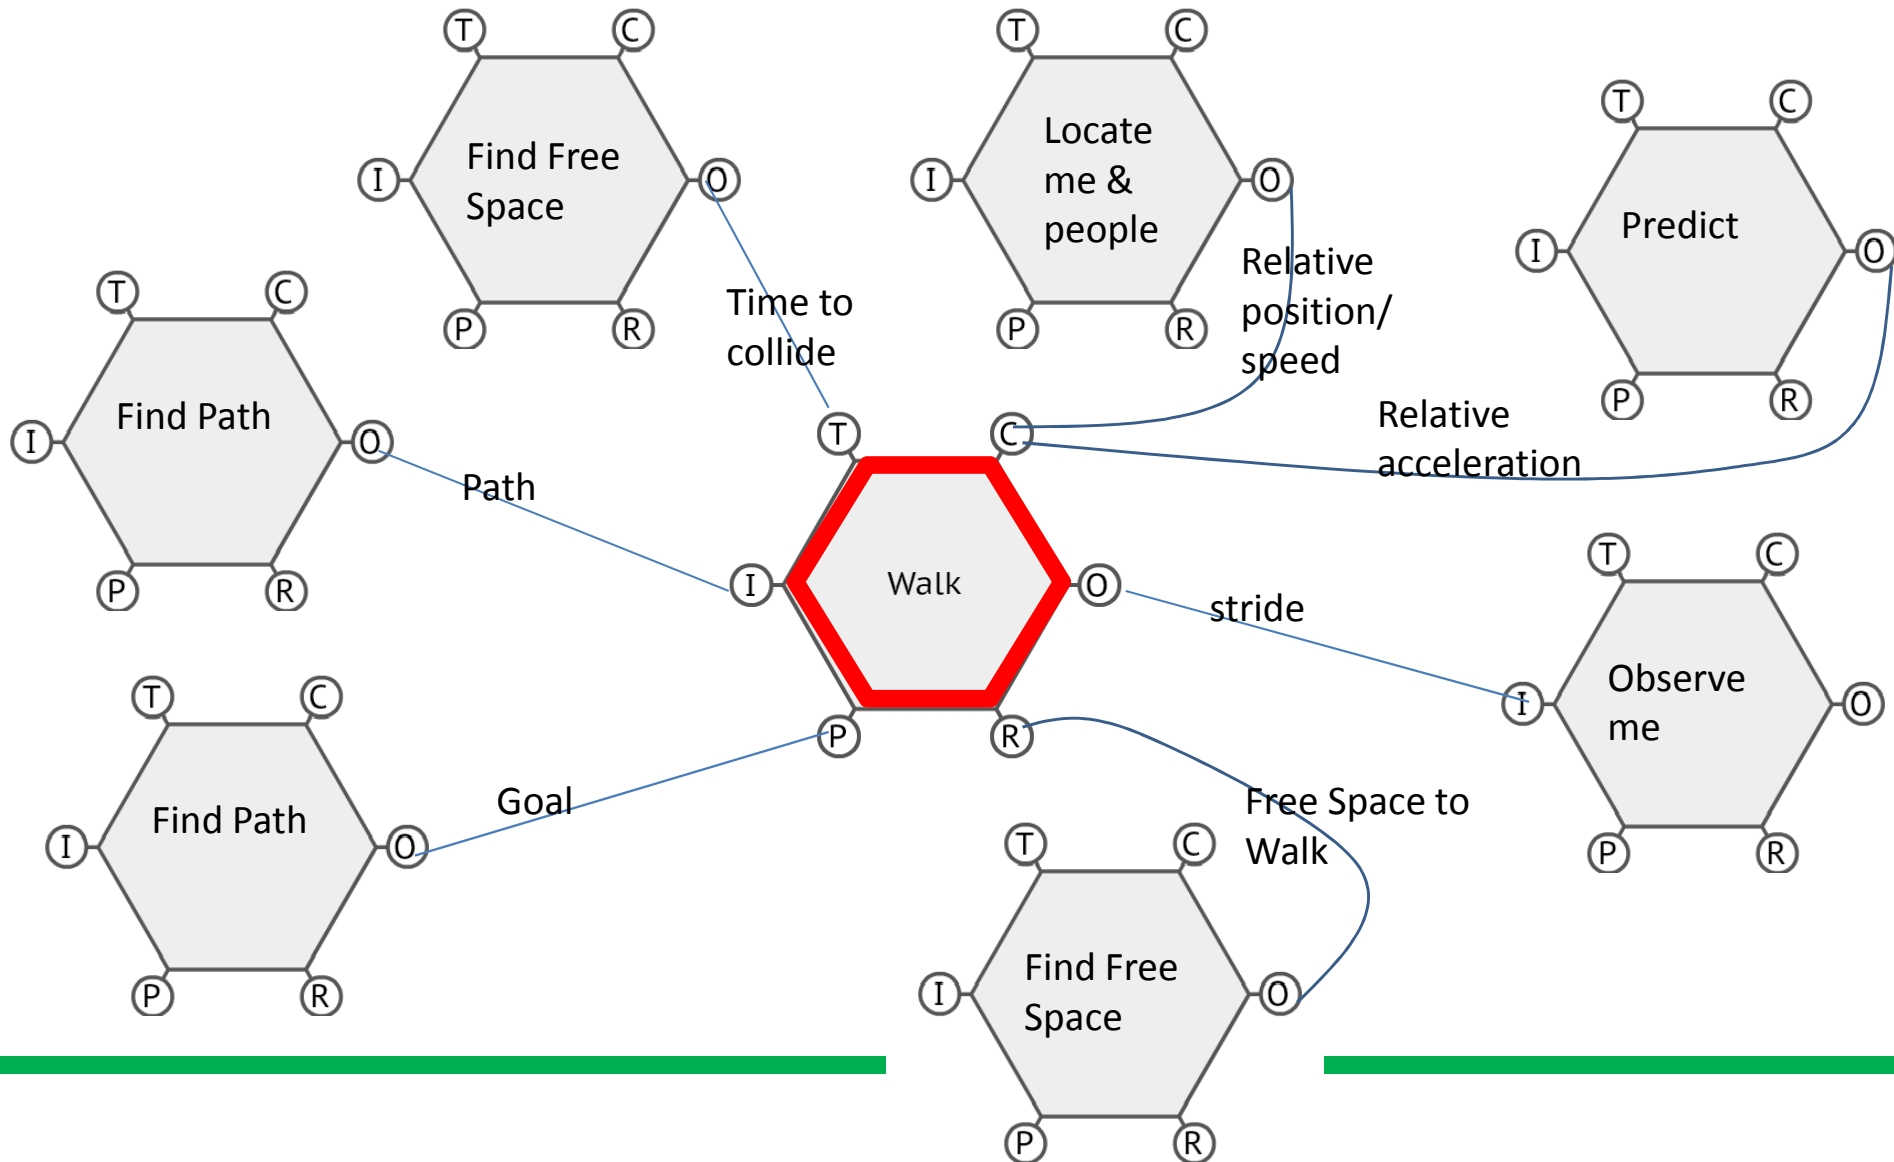 T
C
I
Find Free
Space
O
P
R
T
C
I
Locate
me &
people
O
P
R
T
C
I
Predict
O
P
R
Time to
collide
Relative
position/
speed
Relative
acceleration
T
C
I
Find Path
O
P
R
Path
T
C
I
Walk
O
P
R
stride
T
C
I
Observe
me
O
P
R
T
C
I
Find Path
O
P
R
Goal
Free Space to
Walk
T
C
I
Find Free
Space
O
P
R